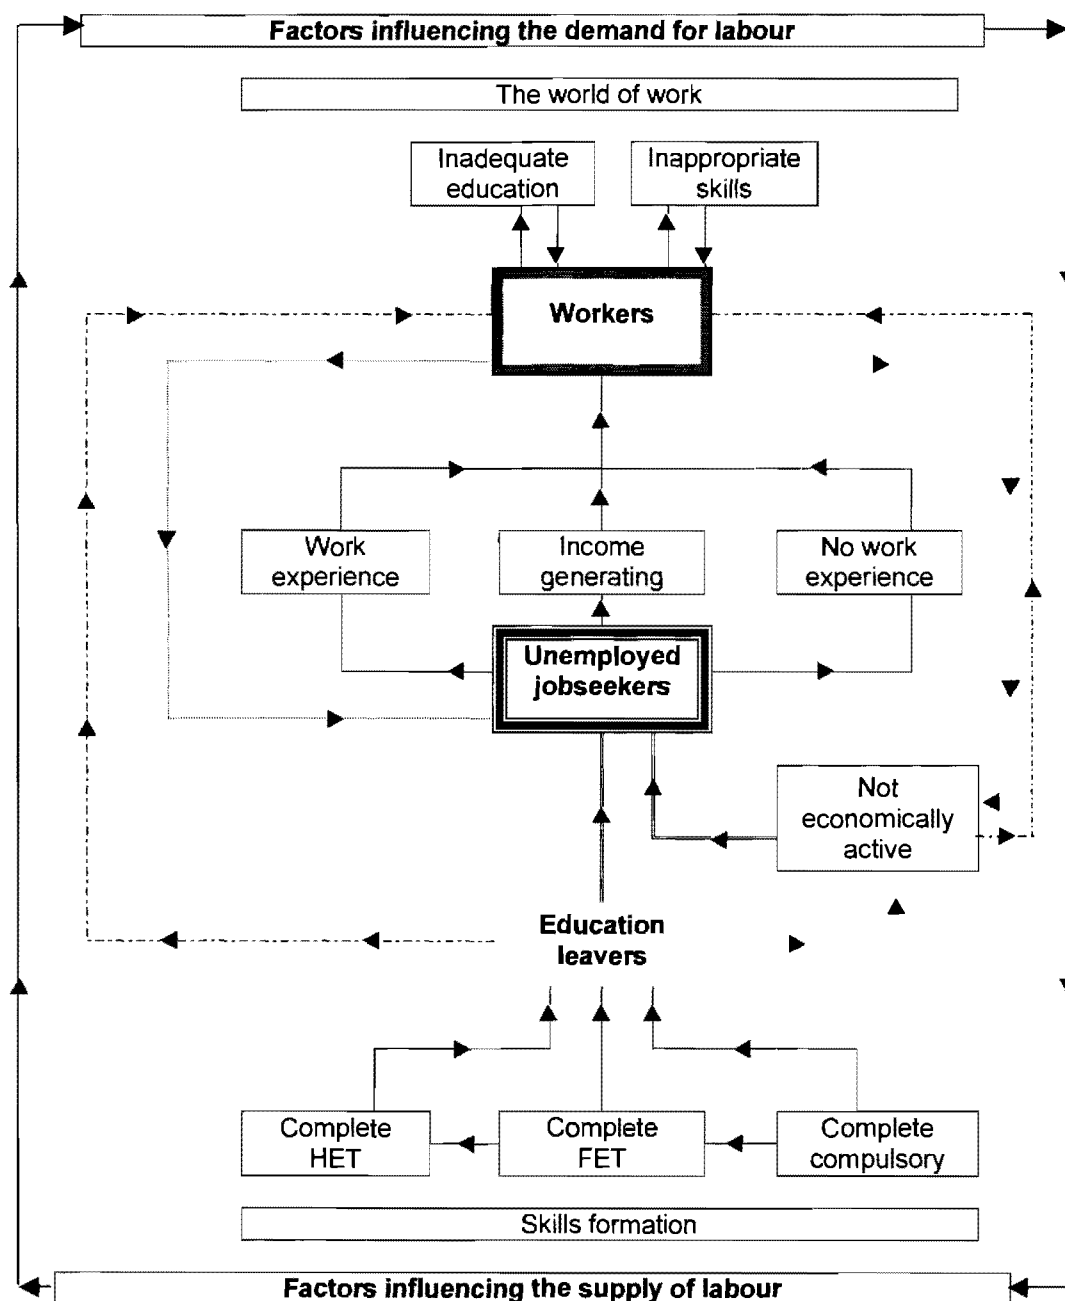 Factors influencing the demand for labour
The world of work
Inadequate
education
Inappropriate
skills
Workers
Work
experience
Income
generating
No work
experience
Unemployed
jobseekers
Not
economically
active
Education
leavers
Complete
HET
Complete
FET
Complete
compulsory
Skills formation
Factors influencing the supply of labour